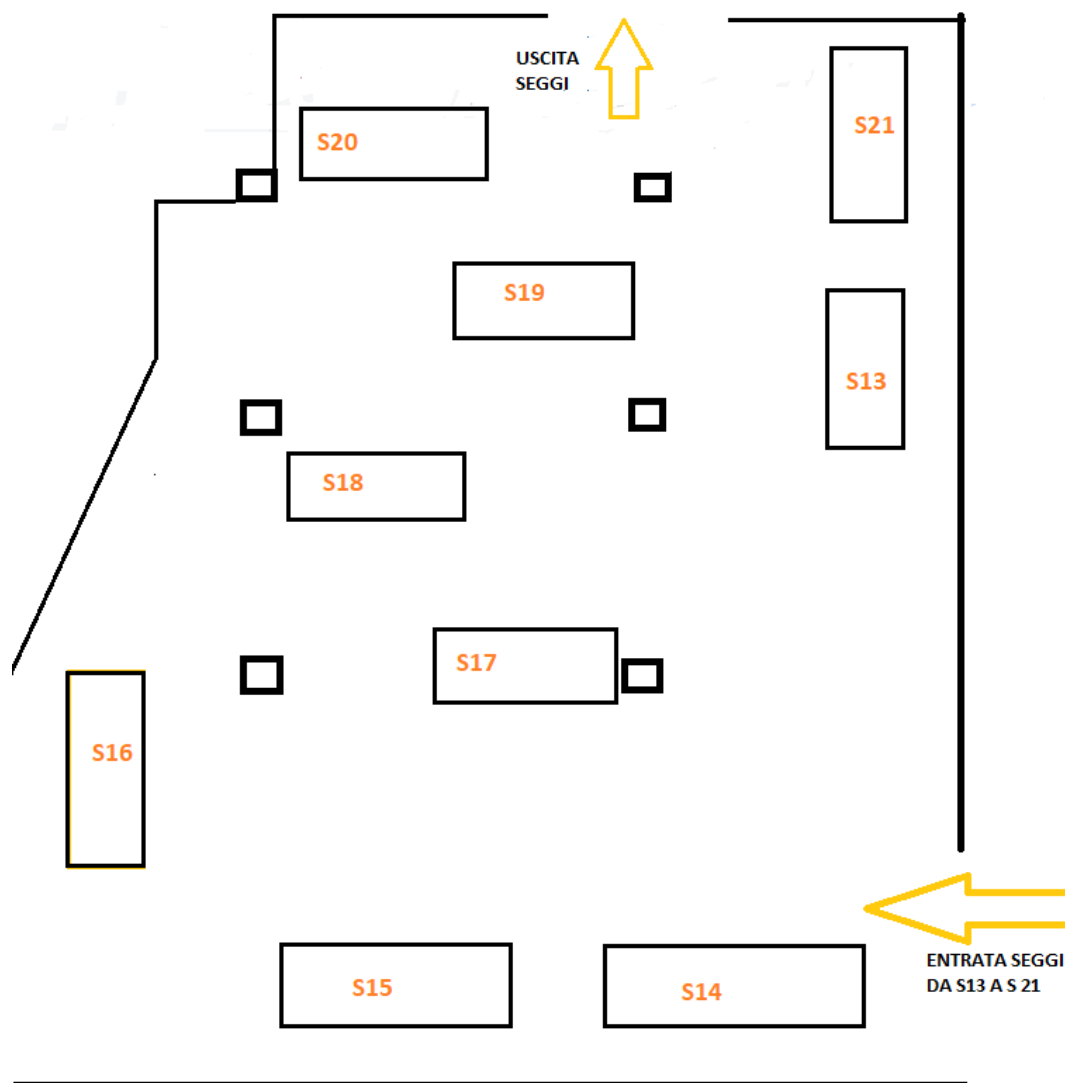 USCITA
SEGGI
S20
S21
S19
S13
S18
S17
S16
S15
S14
ENTRATA SEGGI
DA S13 A S 21